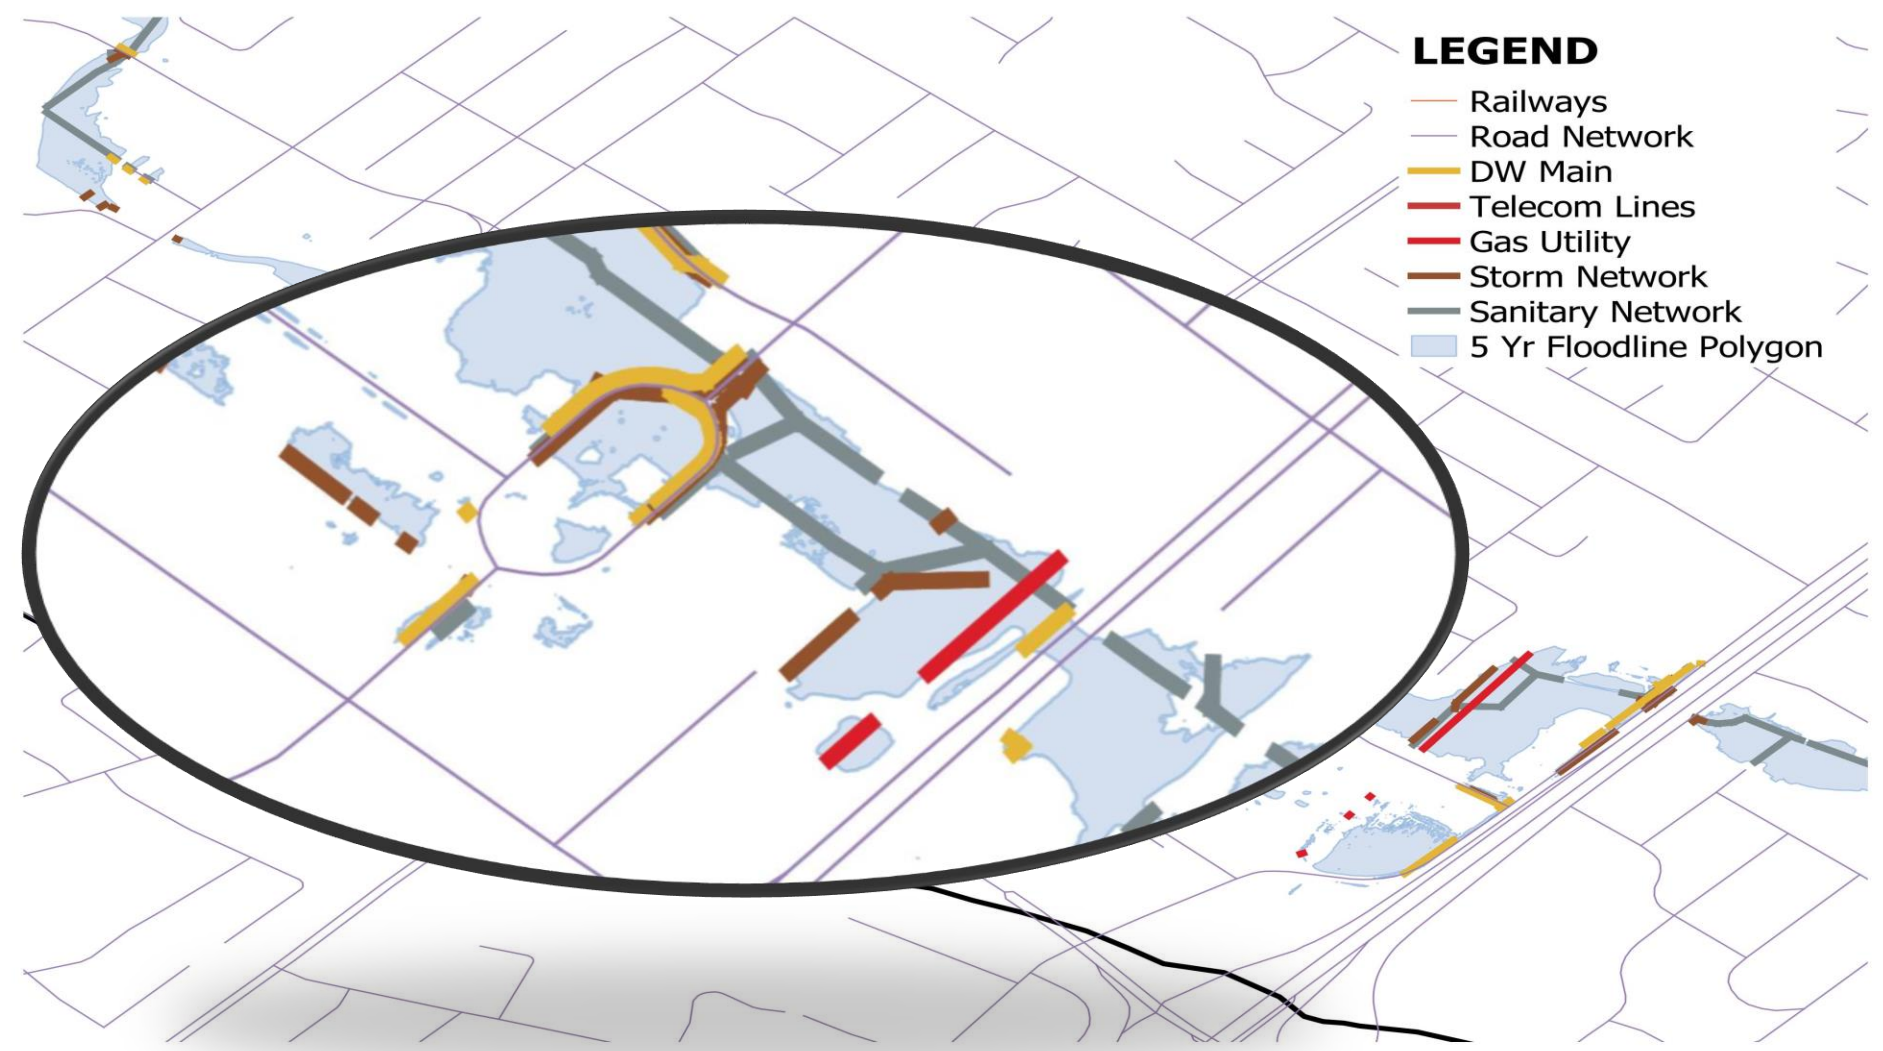 LEGEND
Railways
Road Network
DW Main
Telecom Lines
Gas Utility
Storm Network
Sanitary Network
5 Yr Floodline Polygon